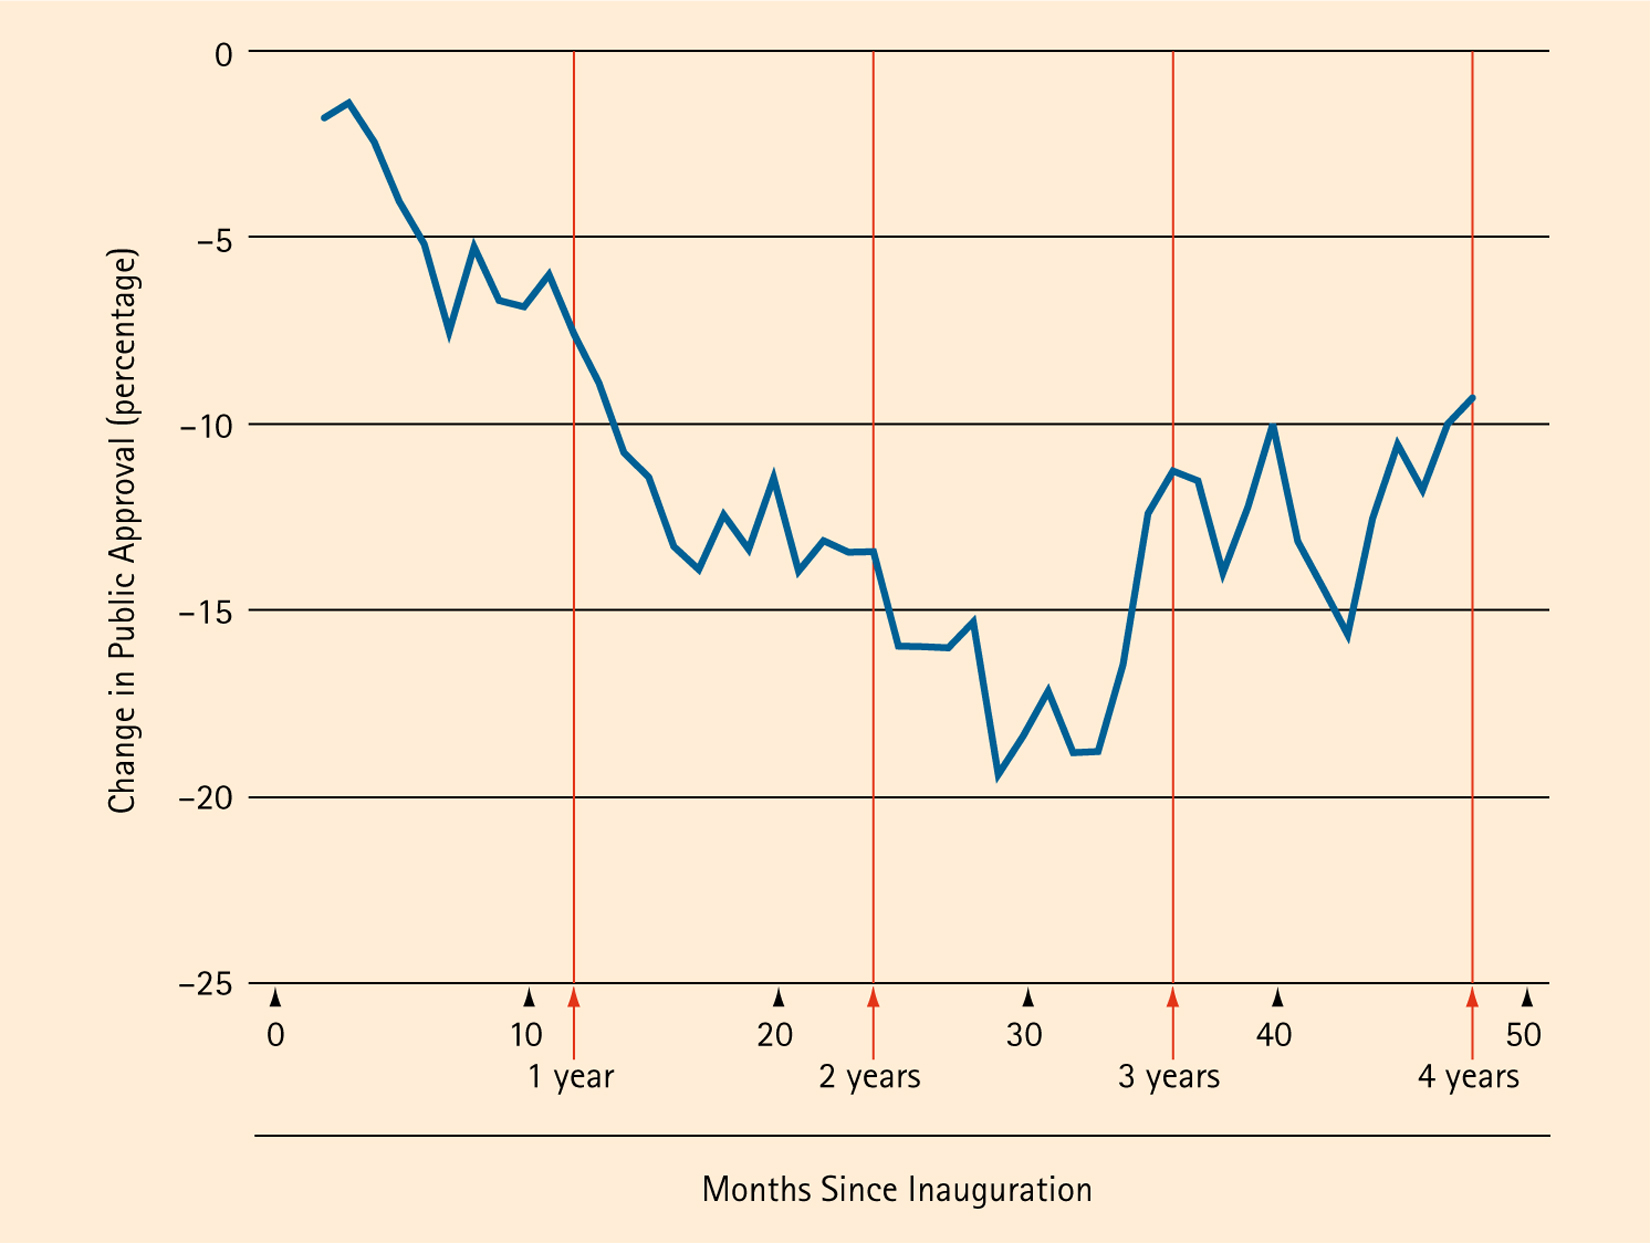 0
–5
–10
–15
–20
–25
Change in Public Approval (percentage)
0 10 20 30 40 50
1 year 2 years 3 years 4 years
Months Since Inauguration